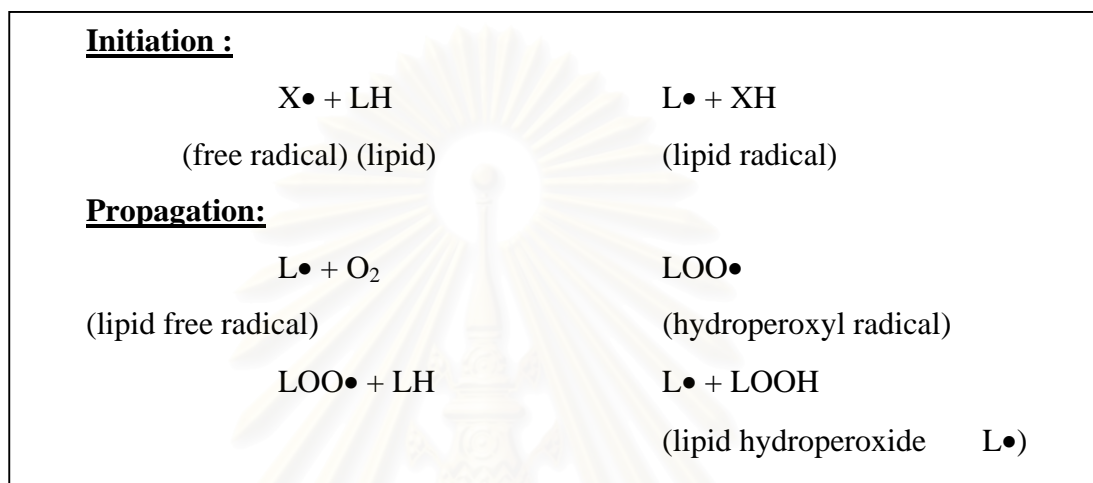 Initiation :
X● + LH L● + XH
(free radical) (lipid) (lipid radical)
Propagation:
L● + O₂ LOO●
(lipid free radical) (hydroperoxyl radical)
LOO● + LH L● + LOOH
(lipid hydroperoxide L●)